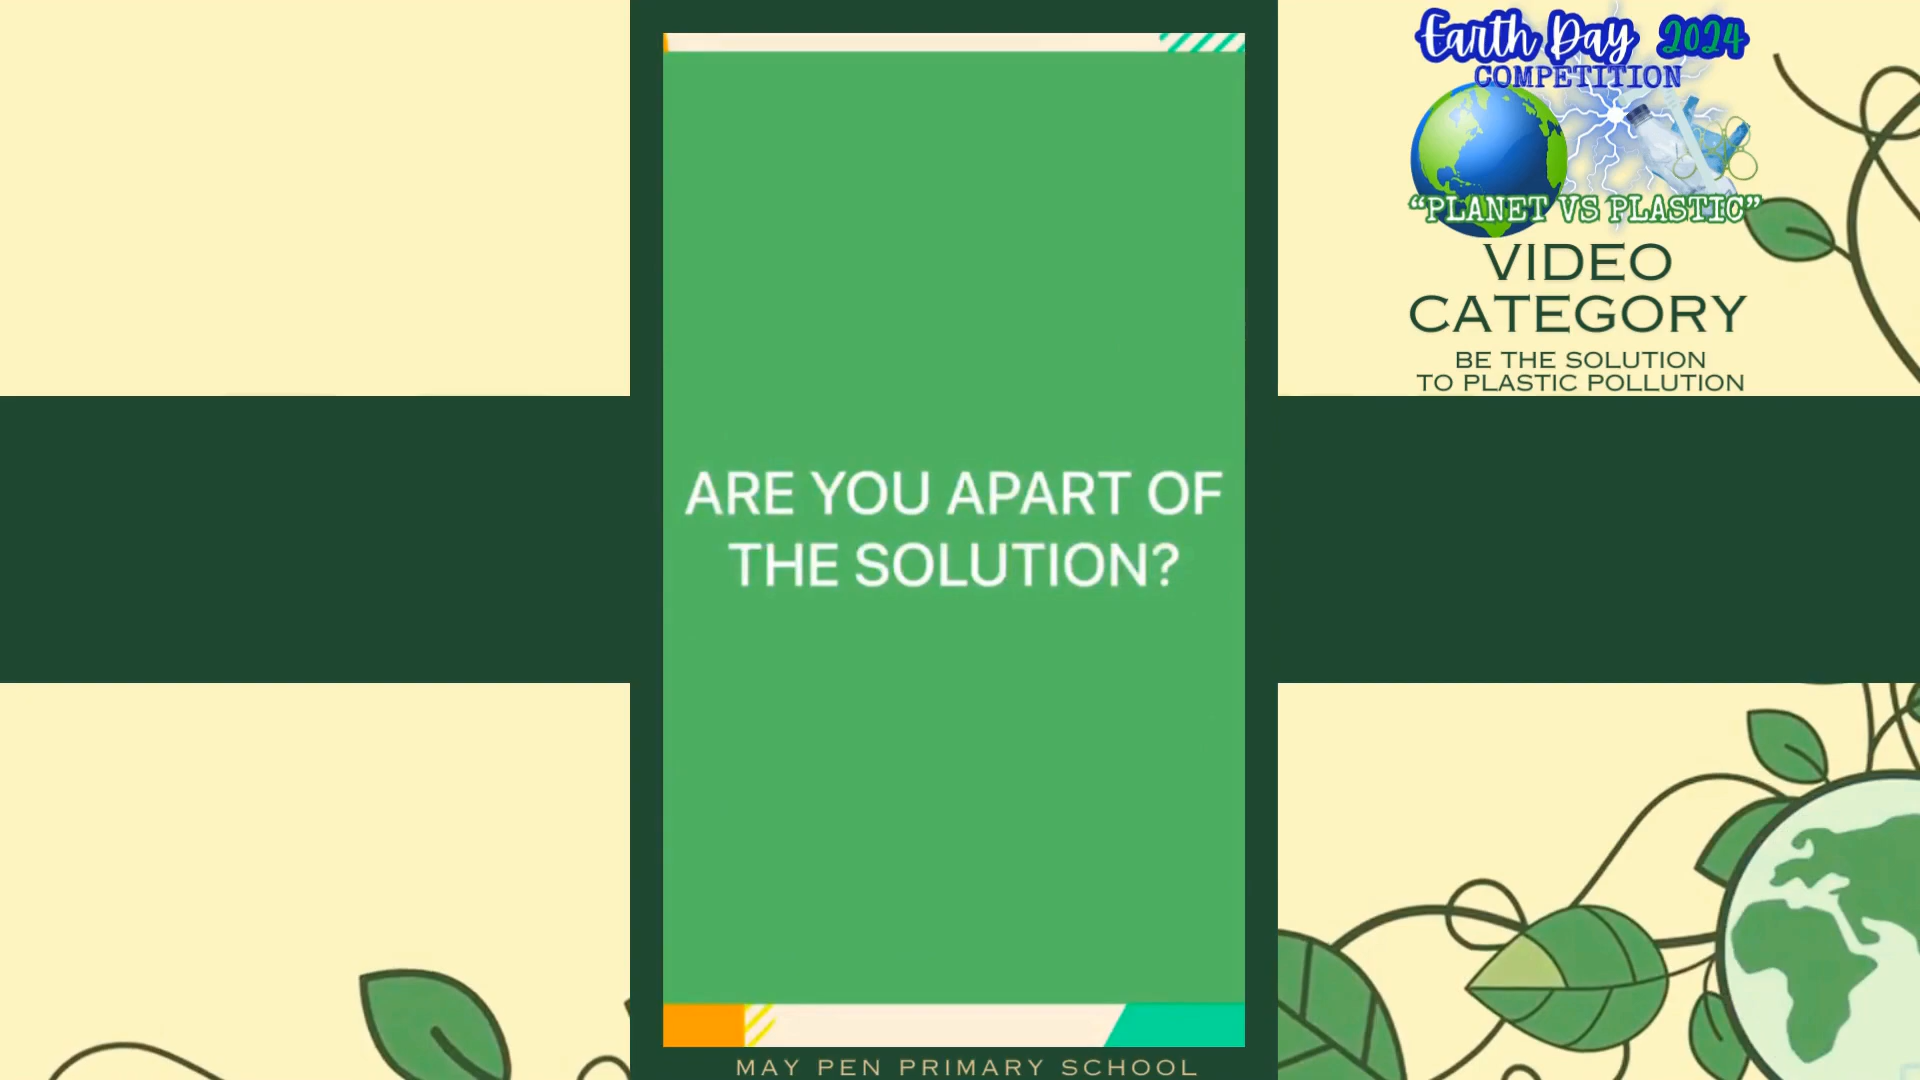 Earth Day 2024
COMPETITION
“PLANET VS PLASTIC”
VIDEO
CATEGORY
BE THE SOLUTION
TO PLASTIC POLLUTION
ARE YOU APART OF
THE SOLUTION?
MAY PEN PRIMARY SCHOOL